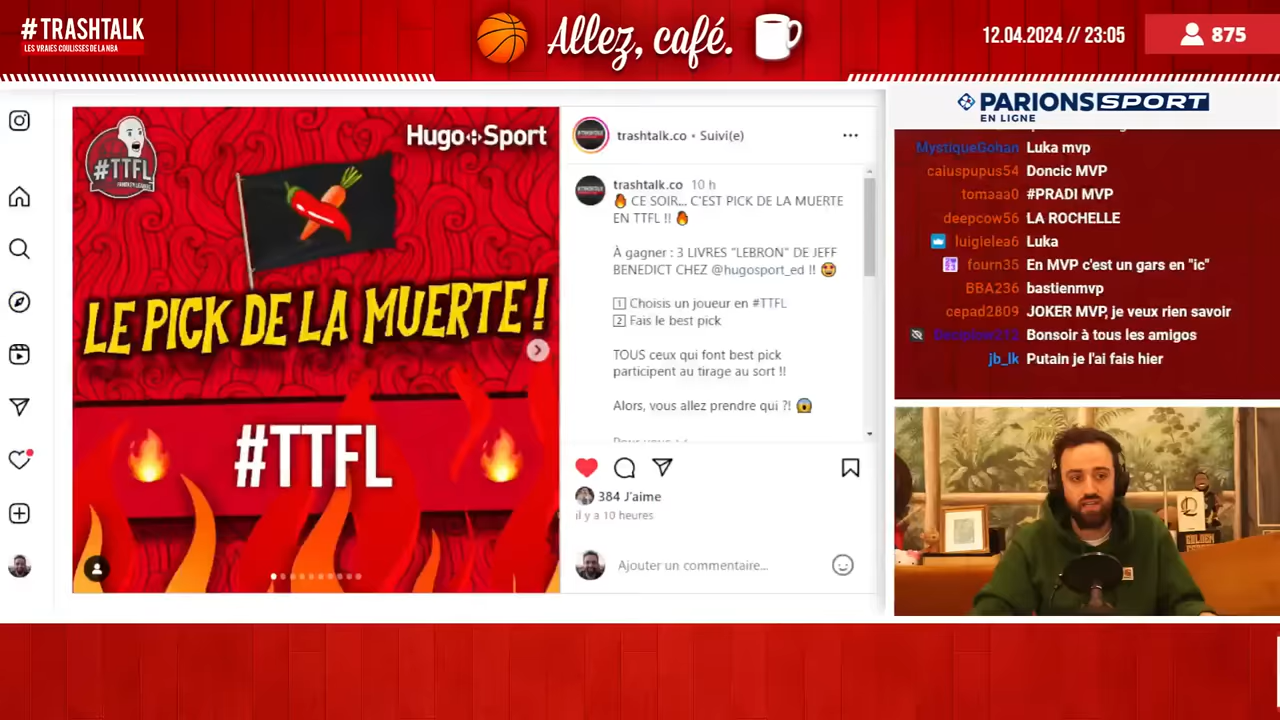 #TRASHTALK
LES VRAIES COULISSES DE LA NBA
Allez, café.
12.04.2024 // 23:05
875
#TTFL
Hugo Sport
LE PICK DE LA MUERTE !
#TTFL
trashtalk.co • Suivi(e)
trashtalk.co 10 h
🔥 CE SOIR... C'EST PICK DE LA MUERTE
EN TTFL !! 🔥
À gagner : 3 LIVRES "LEBRON" DE JEFF
BENEDICT CHEZ @hugosport_ed !! 🤩
1 Choisis un joueur en #TTFL
2 Fais le best pick
TOUS ceux qui font best pick
participent au tirage au sort !!
Alors, vous allez prendre qui ?! 😱
384 J'aime
il y a 10 heures
Ajouter un commentaire...
PARIONS SPORT
EN LIGNE
MystiqueGohan Luka mvp
caiuspupus54 Doncic MVP
tomaaa0 #PRADI MVP
deepcow56 LA ROCHELLE
luiglelea6 Luka
fourn35 En MVP c'est un gars en "ic"
BBA236 bastienmvp
cepad2809 JOKER MVP, je veux rien savoir
Bonsoir à tous les amigos
jb_lk Putain je l'ai fais hier